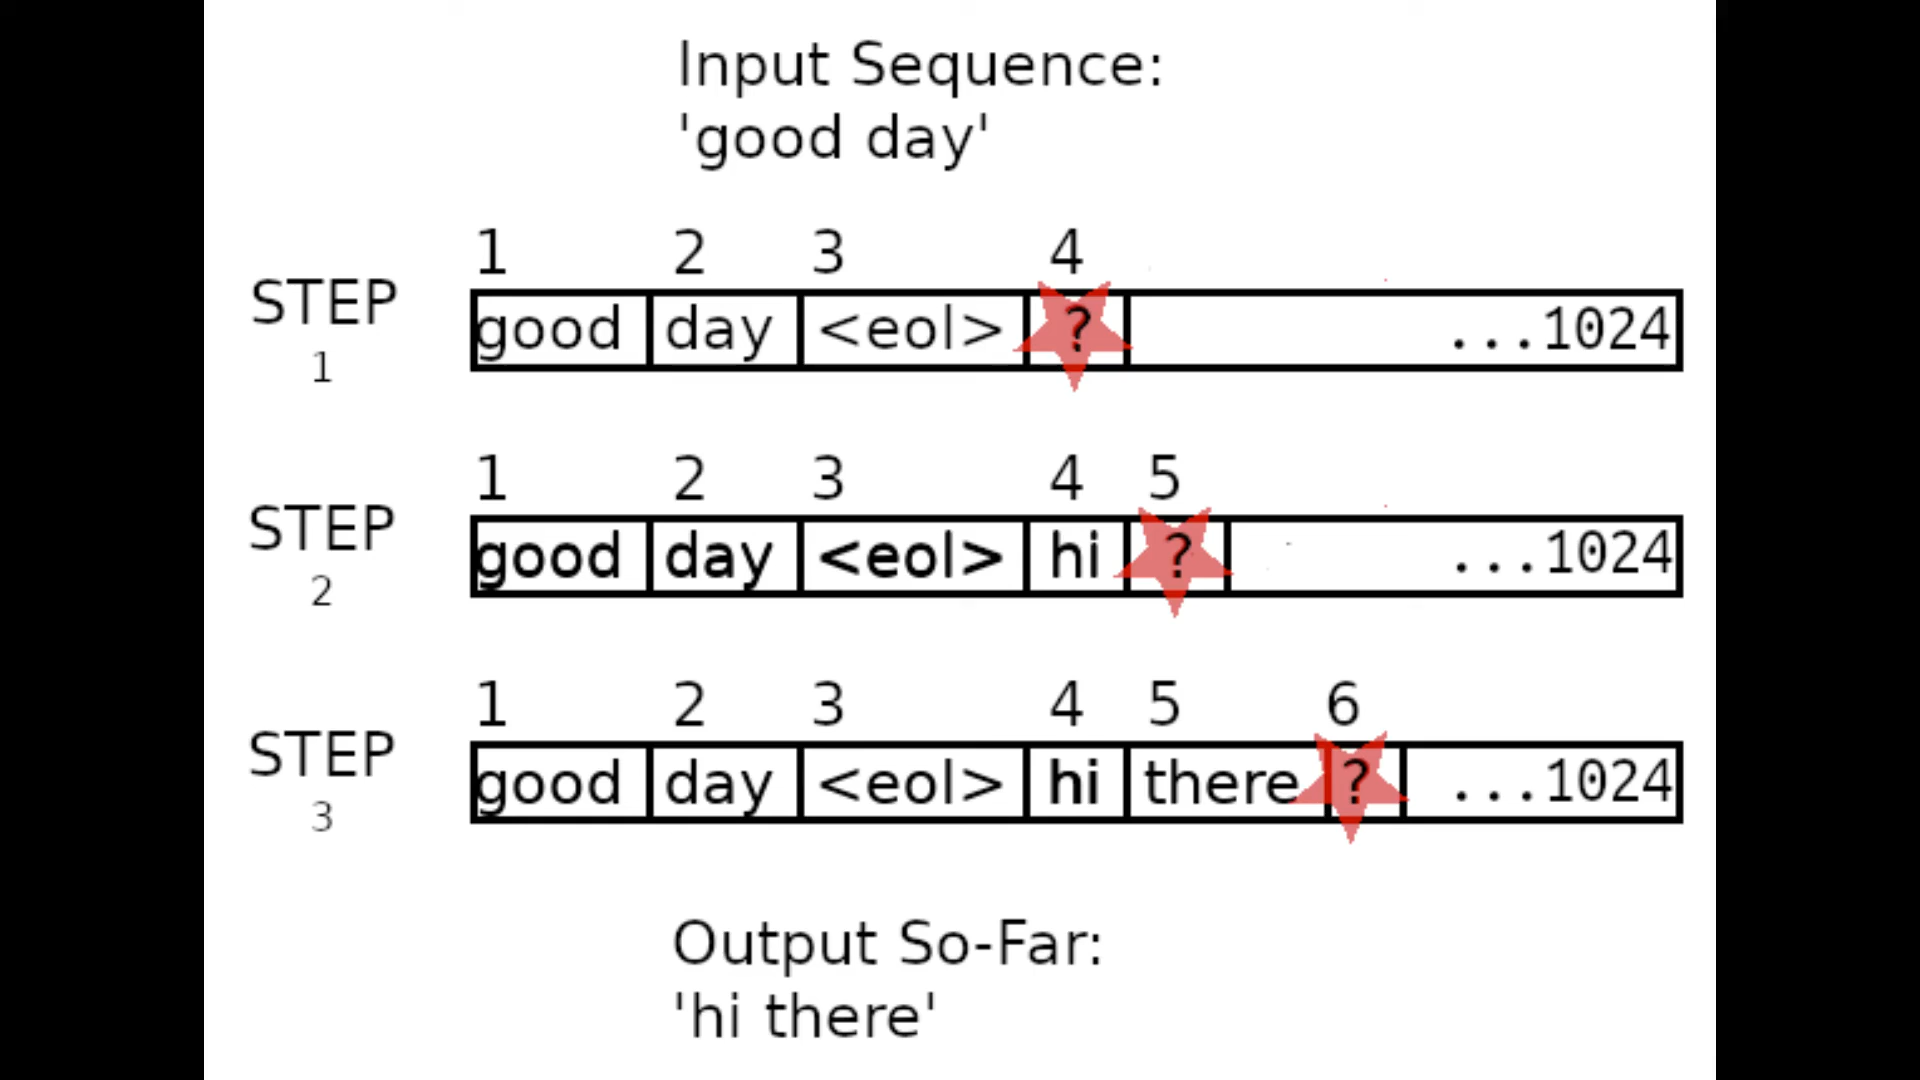 Input Sequence:
'good day'
1 2 3 4
STEP 1
good day <eol> ? ...1024
1 2 3 4 5
STEP 2
good day <eol> hi ? ...1024
1 2 3 4 5 6
STEP 3
good day <eol> hi there ? ...1024
Output So-Far:
'hi there'